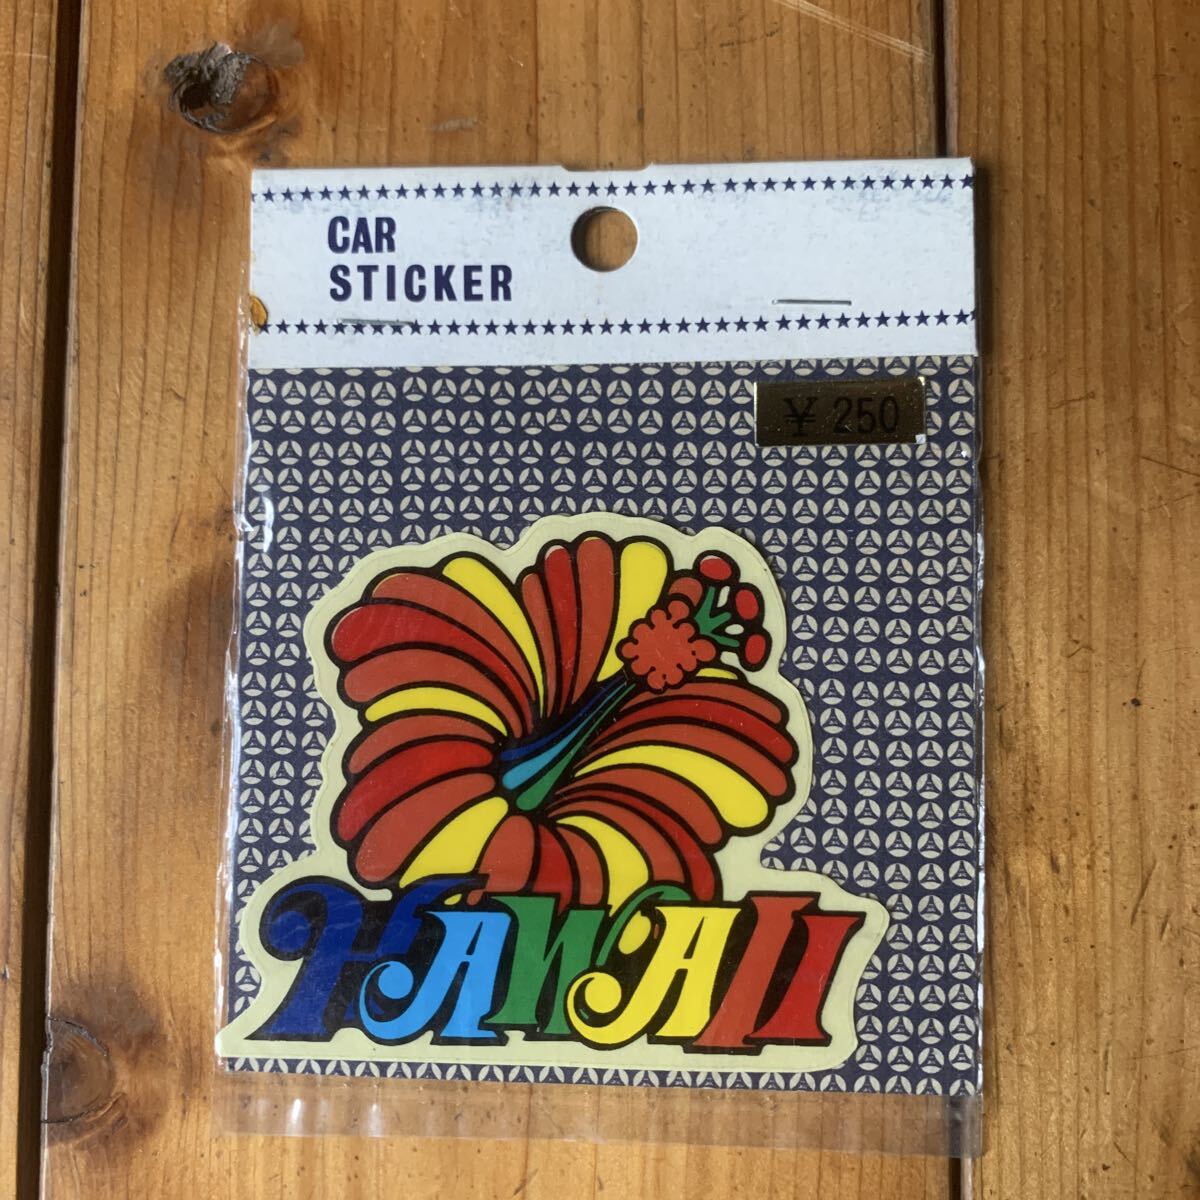 CAR
STICKER
¥ 250
HAWAII